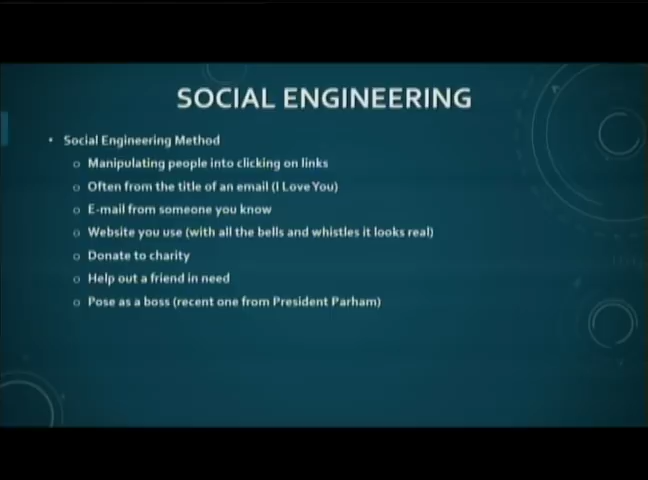 SOCIAL ENGINEERING
• Social Engineering Method
o Manipulating people into clicking on links
o Often from the title of an email (I Love You)
o E-mail from someone you know
o Website you use (with all the bells and whistles it looks real)
o Donate to charity
o Help out a friend in need
o Pose as a boss (recent one from President Parham)